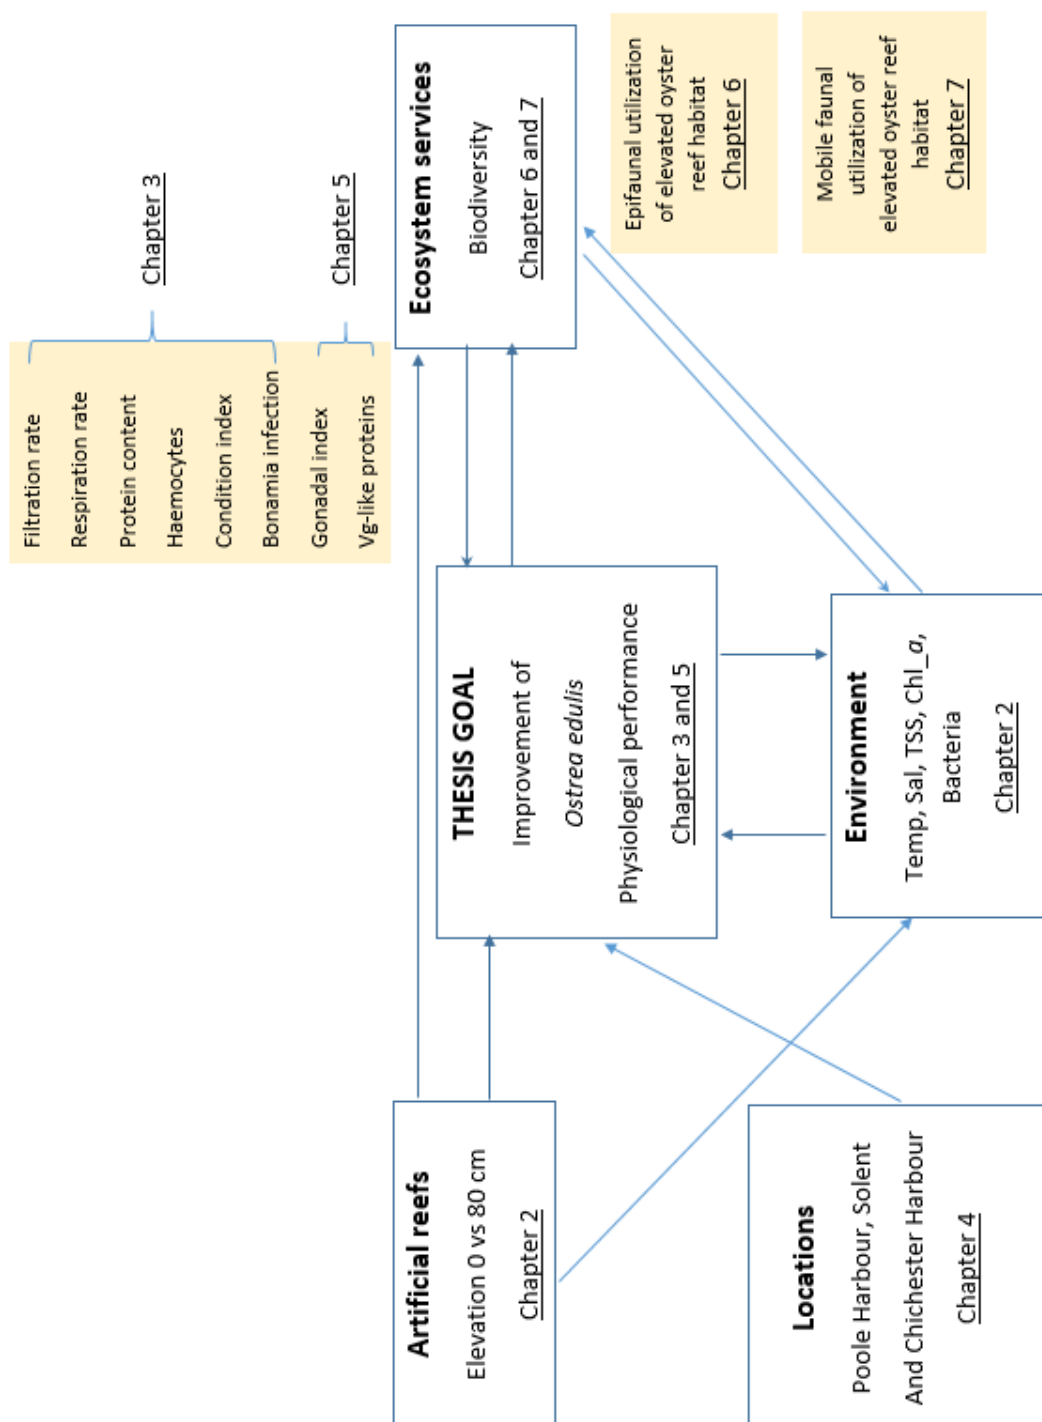 Artificial reefs
Elevation 0 vs 80 cm
Chapter 2
Locations
Poole Harbour, Solent
And Chichester Harbour
Chapter 4
THESIS GOAL
Improvement of
Ostrea edulis
Physiological performance
Chapter 3 and 5
Environment
Temp, Sal, TSS, Chl_a,
Bacteria
Chapter 2
Filtration rate
Respiration rate
Protein content
Haemocytes
Condition index
Bonamia infection
Gonadal index
Vg-like proteins
Chapter 3
Chapter 5
Ecosystem services
Biodiversity
Chapter 6 and 7
Epifaunal utilization
of elevated oyster
reef habitat
Chapter 6
Mobile faunal
utilization of
elevated oyster reef
habitat
Chapter 7